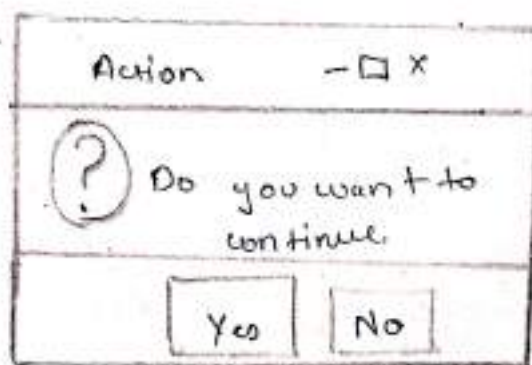 Action - □ ×
? Do you want to
continue.
Yes No